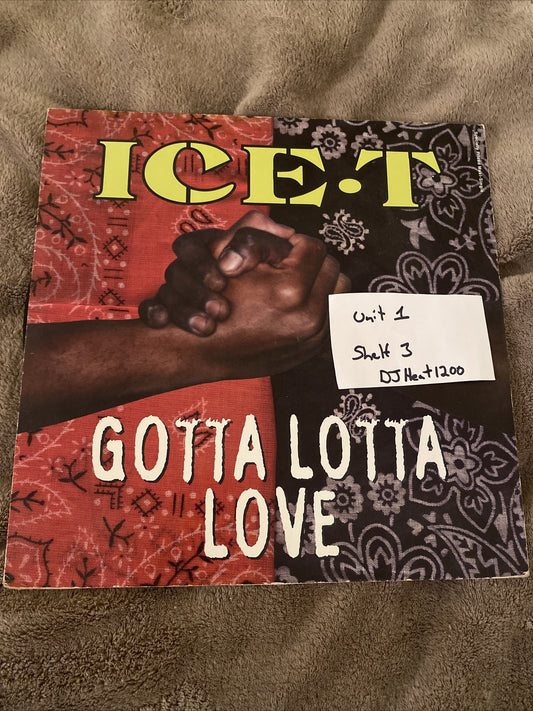 ICE·T
Unit 1
Shelf 3
DJHeat1200
GOTTA LOTTA
LOVE